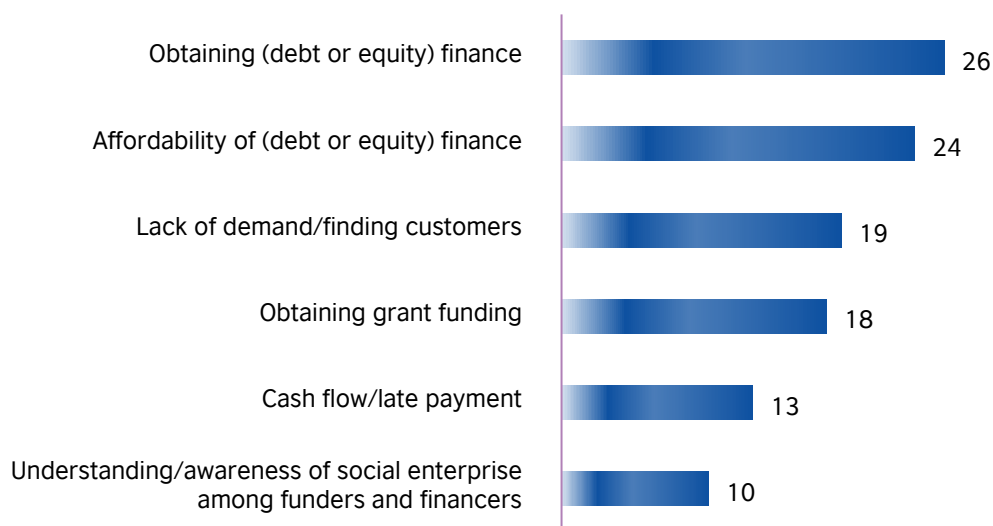 Obtaining (debt or equity) finance 26
Affordability of (debt or equity) finance 24
Lack of demand/finding customers 19
Obtaining grant funding 18
Cash flow/late payment 13
Understanding/awareness of social enterprise
among funders and financers 10